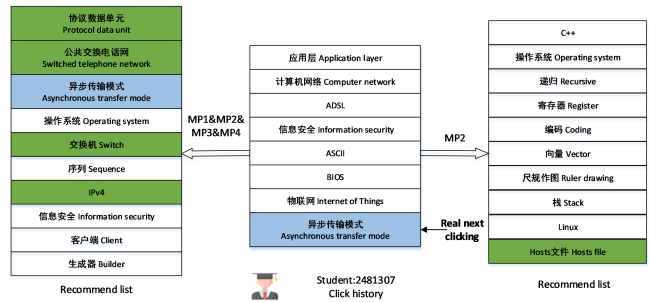 协议数据单元
Protocol data unit
公共交换电话网
Switched telephone network
异步传输模式
Asynchronous transfer mode
操作系统 Operating system
交换机 Switch
序列 Sequence
IPv4
信息安全 Information security
客户端 Client
生成器 Builder
Recommend list
MP1&MP2&
MP3&MP4
应用层 Application layer
计算机网络 Computer network
ADSL
信息安全 Information security
ASCII
BIOS
物联网 Internet of Things
异步传输模式
Asynchronous transfer mode
Student:2481307
Click history
MP2
Real next
clicking
C++
操作系统 Operating system
递归 Recursive
寄存器 Register
编码 Coding
向量 Vector
尺规作图 Ruler drawing
栈 Stack
Linux
Hosts文件 Hosts file
Recommend list